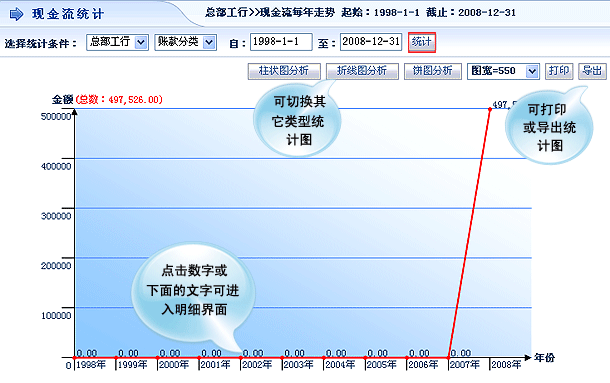 现金流统计
总部工行>>现金流每年走势 起始：1998-1-1 截止：2008-12-31
选择统计条件： 总部工行 账款分类 自： 1998-1-1 至： 2008-12-31 统计
柱状图分析 折线图分析 饼图分析 图宽=550 打印 导出
金额(总数：497,526.00)
可切换其
它类型统
计图
可打印
或导出统
计图
500000
400000
300000
200000
100000
0
点击数字或
下面的文字可进
入明细界面
0.00 0.00 0.00 0.00 0.00 0.00 0.00 0.00 0.00 0.00
1998年 1999年 2000年 2001年 2002年 2003年 2004年 2005年 2006年 2007年 2008年
年份